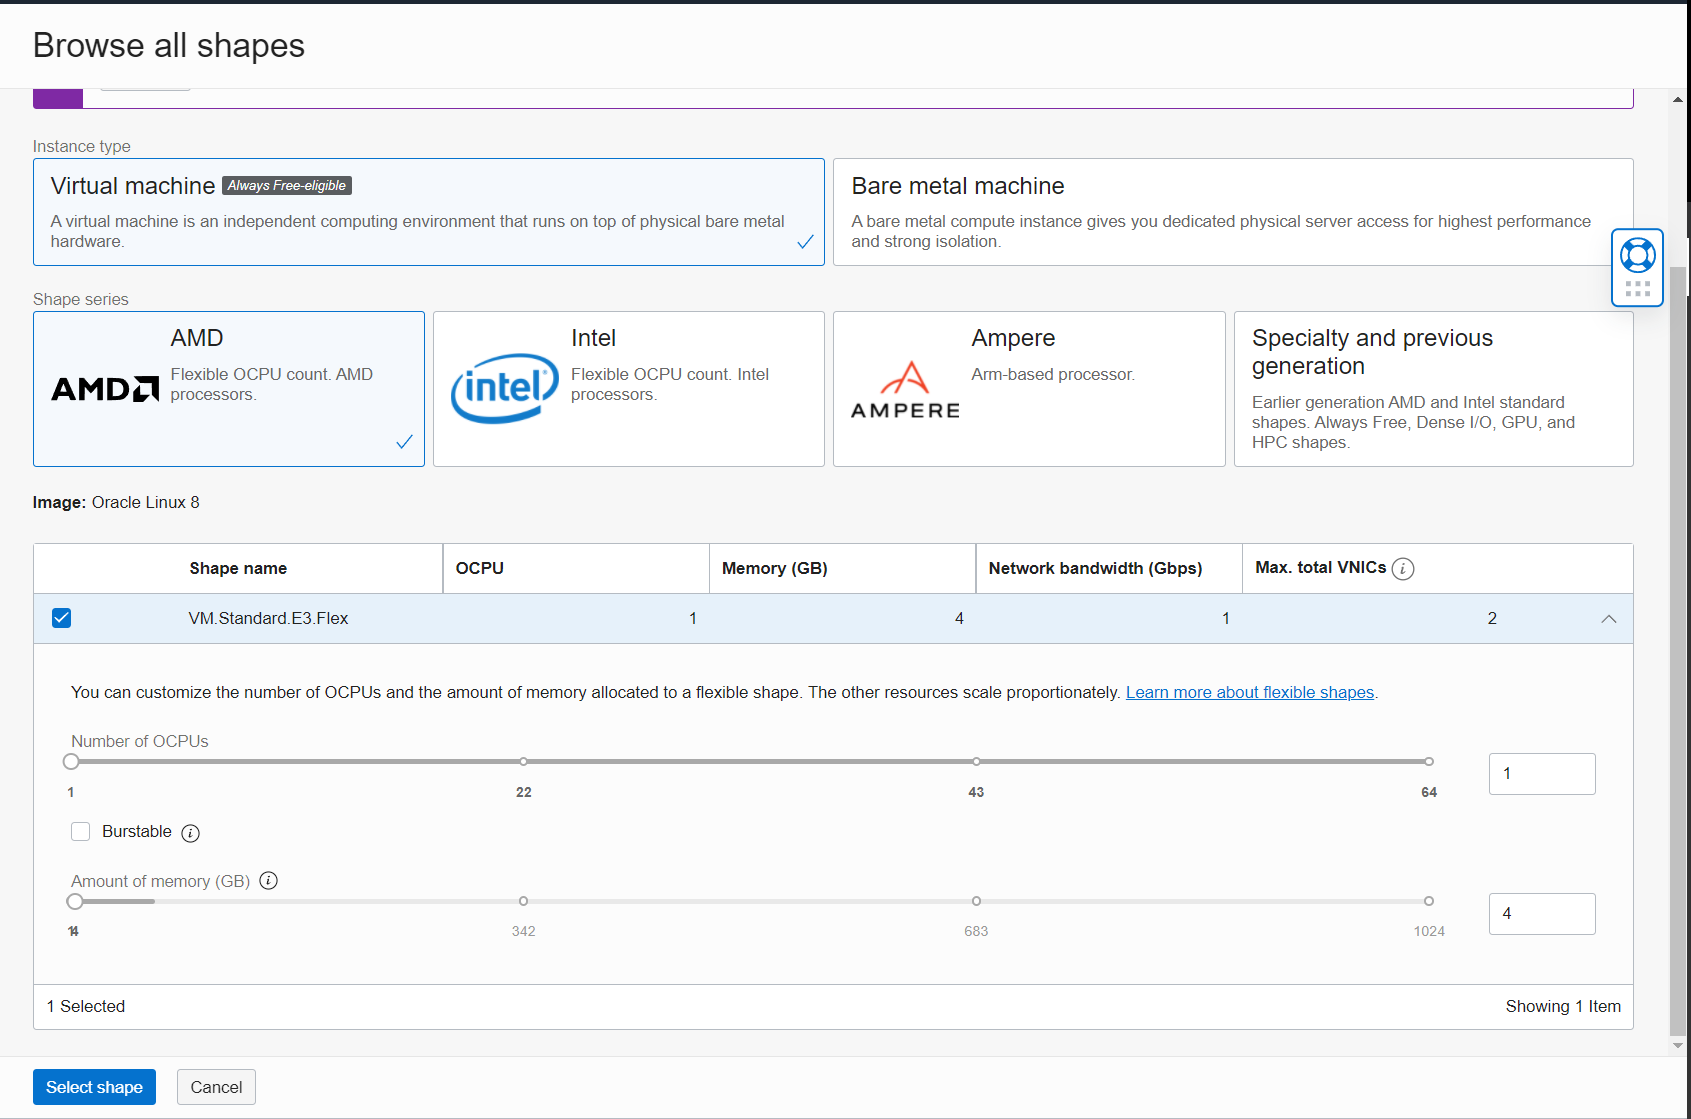 Browse all shapes
Instance type
Virtual machine Always Free-eligible
A virtual machine is an independent computing environment that runs on top of physical bare metal
hardware.
Bare metal machine
A bare metal compute instance gives you dedicated physical server access for highest performance
and strong isolation.
Shape series
AMD
AMD
Flexible OCPU count. AMD
processors.
Intel
intel
Flexible OCPU count. Intel
processors.
Ampere
AMPERE
Arm-based processor.
Specialty and previous
generation
Earlier generation AMD and Intel standard
shapes. Always Free, Dense I/O, GPU, and
HPC shapes.
Image: Oracle Linux 8
Shape name OCPU Memory (GB) Network bandwidth (Gbps) Max. total VNICs i
VM.Standard.E3.Flex 1 4 1 2
You can customize the number of OCPUs and the amount of memory allocated to a flexible shape. The other resources scale proportionately. Learn more about flexible shapes.
Number of OCPUs
1
1 22 43 64
Burstable i
Amount of memory (GB) i
4
14 342 683 1024
1 Selected Showing 1 Item
Select shape Cancel